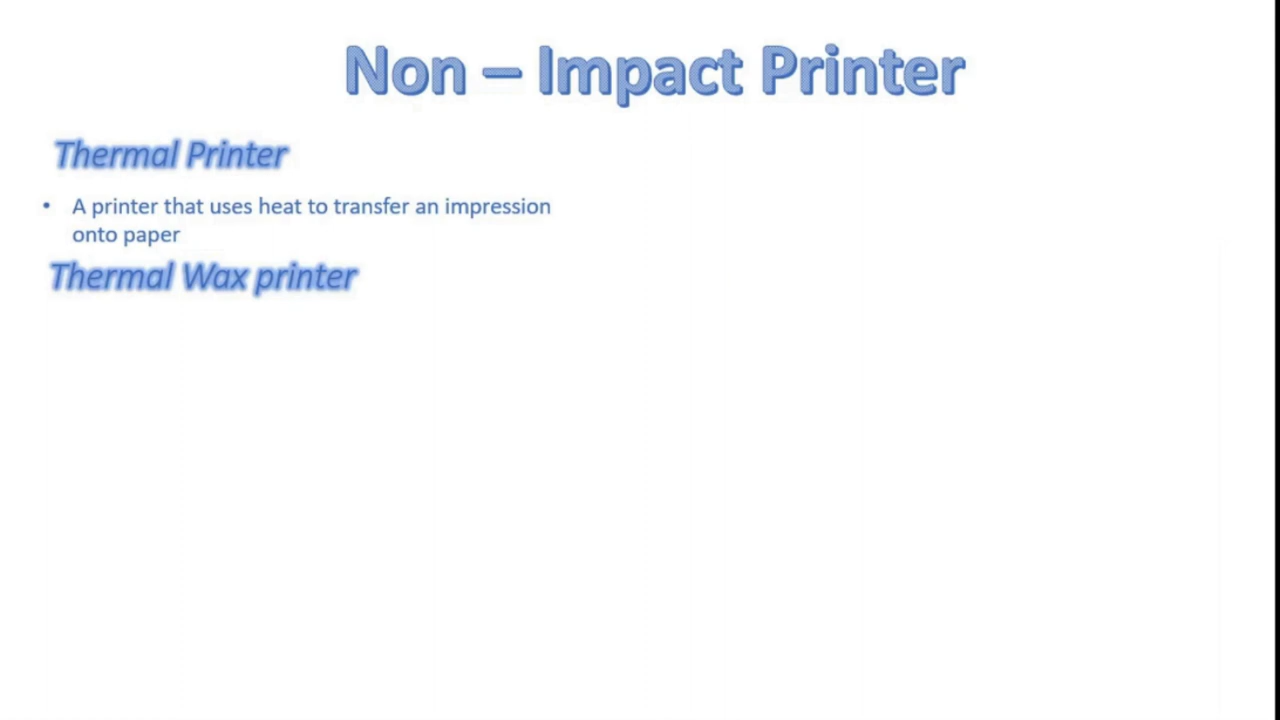 Non – Impact Printer
Thermal Printer
• A printer that uses heat to transfer an impression
onto paper
Thermal Wax printer